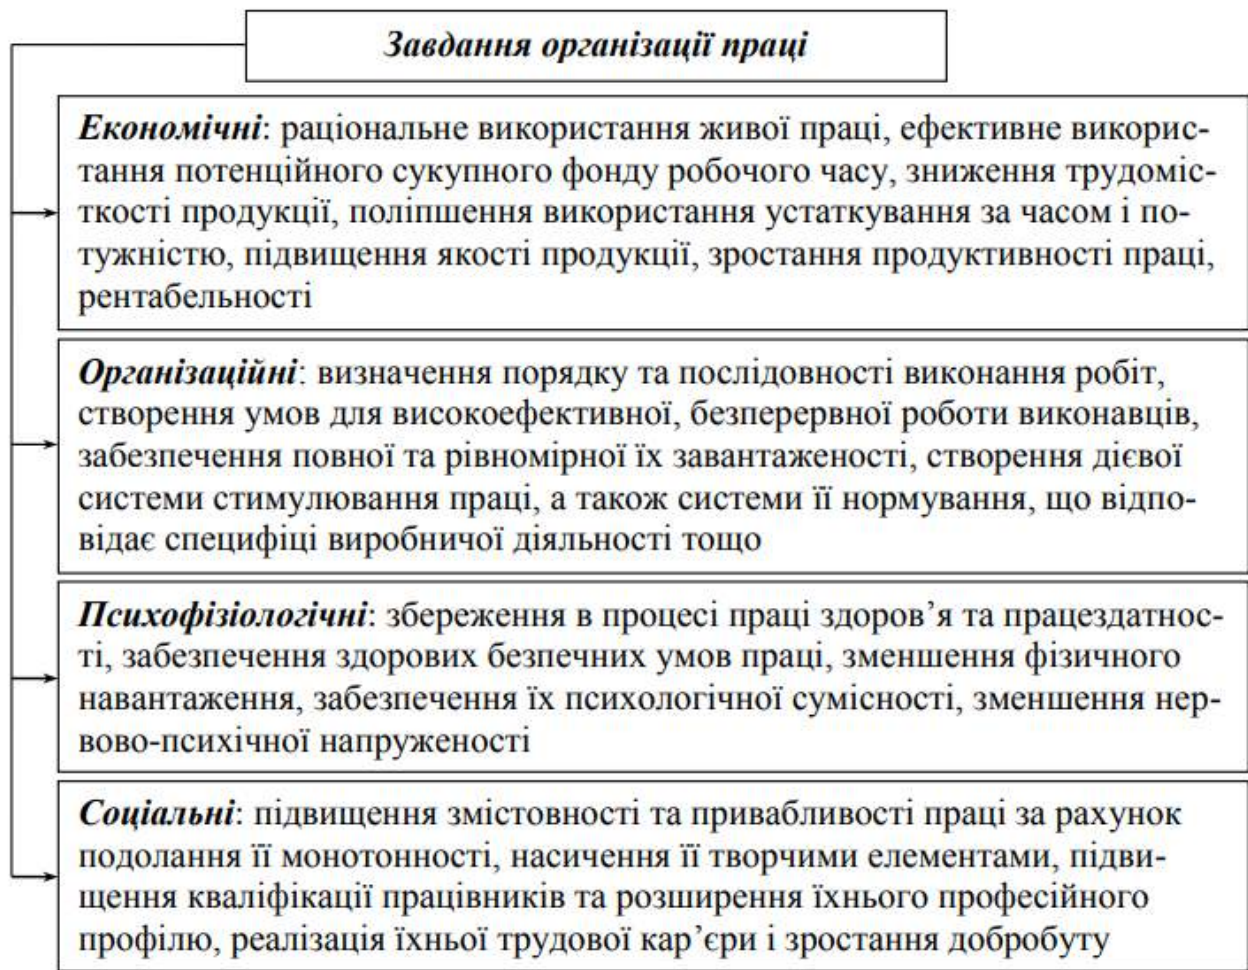 Завдання організації праці
Економічні: раціональне використання живої праці, ефективне викорис-
тання потенційного сукупного фонду робочого часу, зниження трудоміс-
ткості продукції, поліпшення використання устаткування за часом і по-
тужністю, підвищення якості продукції, зростання продуктивності праці,
рентабельності
Організаційні: визначення порядку та послідовності виконання робіт,
створення умов для високоефективної, безперервної роботи виконавців,
забезпечення повної та рівномірної їх завантаженості, створення дієвої
системи стимулювання праці, а також системи її нормування, що відпо-
відає специфіці виробничої діяльності тощо
Психофізіологічні: збереження в процесі праці здоров’я та працездатнос-
ті, забезпечення здорових безпечних умов праці, зменшення фізичного
навантаження, забезпечення їх психологічної сумісності, зменшення нер-
вово-психічної напруженості
Соціальні: підвищення змістовності та привабливості праці за рахунок
подолання її монотонності, насичення її творчими елементами, підви-
щення кваліфікації працівників та розширення їхнього професійного
профілю, реалізація їхньої трудової кар’єри і зростання добробуту